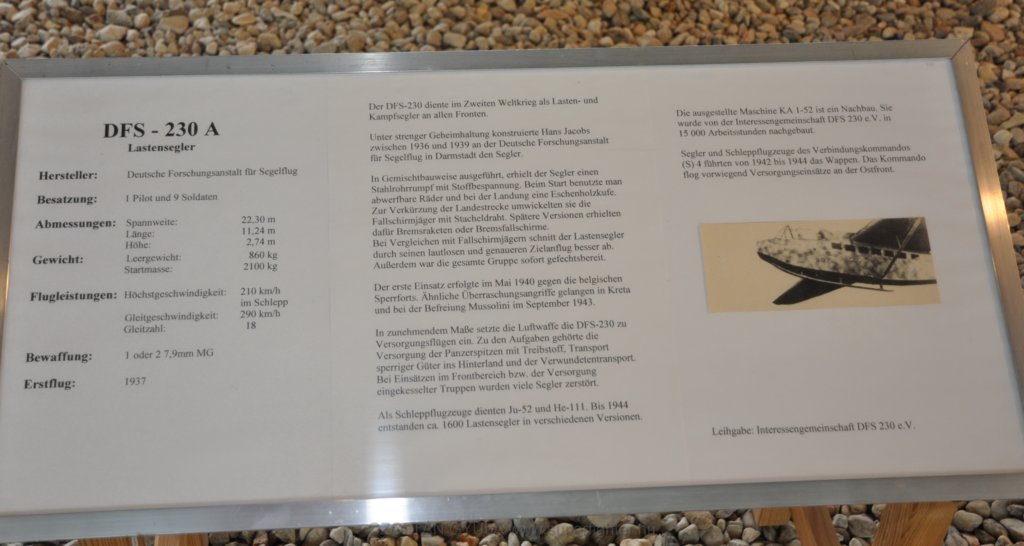 DFS - 230 A
Lastensegler
Hersteller: Deutsche Forschungsanstalt für Segelflug
Besatzung: 1 Pilot und 9 Soldaten
Abmessungen: Spannweite: 22,30 m
Länge: 11,24 m
Höhe: 2,74 m
Gewicht: Leergewicht: 860 kg
Startmasse: 2100 kg
Flugleistungen: Höchstgeschwindigkeit: 210 km/h
im Schlepp
Gleitgeschwindigkeit: 290 km/h
Gleitzahl: 18
Bewaffung: 1 oder 2 7,9mm MG
Erstflug: 1937
Der DFS-230 diente im Zweiten Weltkrieg als Lasten- und
Kampfsegler an allen Fronten.
Unter strenger Geheimhaltung konstruierte Hans Jacobs
zwischen 1936 und 1939 an der Deutschen Forschungsanstalt
für Segelflug in Darmstadt den Segler.
In Gemischtbauweise ausgeführt, erhielt der Segler einen
Stahlrohrrumpf mit Stoffbespannung. Beim Start benutzte man
abwerfbare Räder und bei der Landung eine Eschenholzkufe.
Zur Verkürzung der Landestrecke umwickelten sie die
Fallschirmjäger mit Stacheldraht. Spätere Versionen erhielten
dafür Bremsraketen oder Bremsfallschirme.
Bei Vergleichen mit Fallschirmjägern schnitt der Lastensegler
durch seinen lautlosen und genaueren Zielanflug besser ab.
Außerdem war die gesamte Gruppe sofort gefechtsbereit.
Der erste Einsatz erfolgte im Mai 1940 gegen die belgischen
Sperrforts. Ähnliche Überraschungsangriffe gelangen in Kreta
und bei der Befreiung Mussolini im September 1943.
In zunehmendem Maße setzte die Luftwaffe die DFS-230 zu
Versorgungsflügen ein. Zu den Aufgaben gehörte die
Versorgung der Panzerspitzen mit Treibstoff, Transport
sperriger Güter ins Hinterland und der Verwundetentransport.
Bei Einsätzen im Frontbereich bzw. der Versorgung
eingekesselter Truppen wurden viele Segler zerstört.
Als Schleppflugzeuge dienten Ju-52 und He-111. Bis 1944
entstanden ca. 1600 Lastensegler in verschiedenen Versionen.
Die ausgestellte Maschine KA 1-52 ist ein Nachbau. Sie
wurde von der Interessengemeinschaft DFS 230 e.V. in
15 000 Arbeitsstunden nachgebaut.
Segler und Schleppflugzeuge des Verbindungskommandos
(S) 4 führten von 1942 bis 1944 das Wappen. Das Kommando
flog vorwiegend Versorgungseinsätze an der Ostfront.
Leihgabe: Interessengemeinschaft DFS 230 e.V.